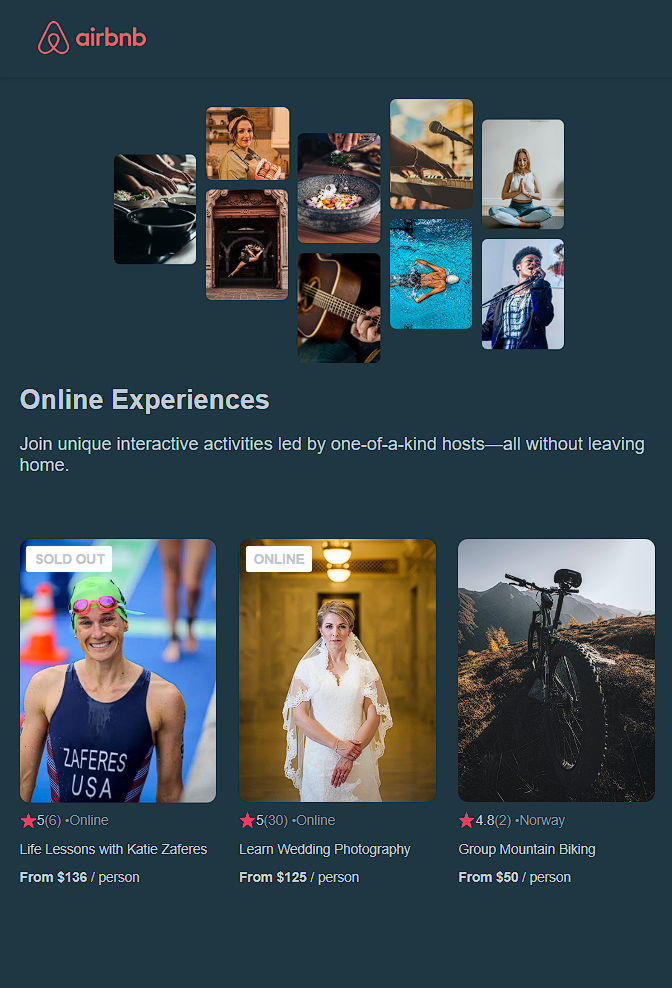 airbnb
Online Experiences
Join unique interactive activities led by one-of-a-kind hosts—all without leaving
home.
SOLD OUT
ZAFERES
USA
★5(6) •Online
Life Lessons with Katie Zaferes
From $136 / person
ONLINE
★5(30) •Online
Learn Wedding Photography
From $125 / person
★4.8(2) •Norway
Group Mountain Biking
From $50 / person